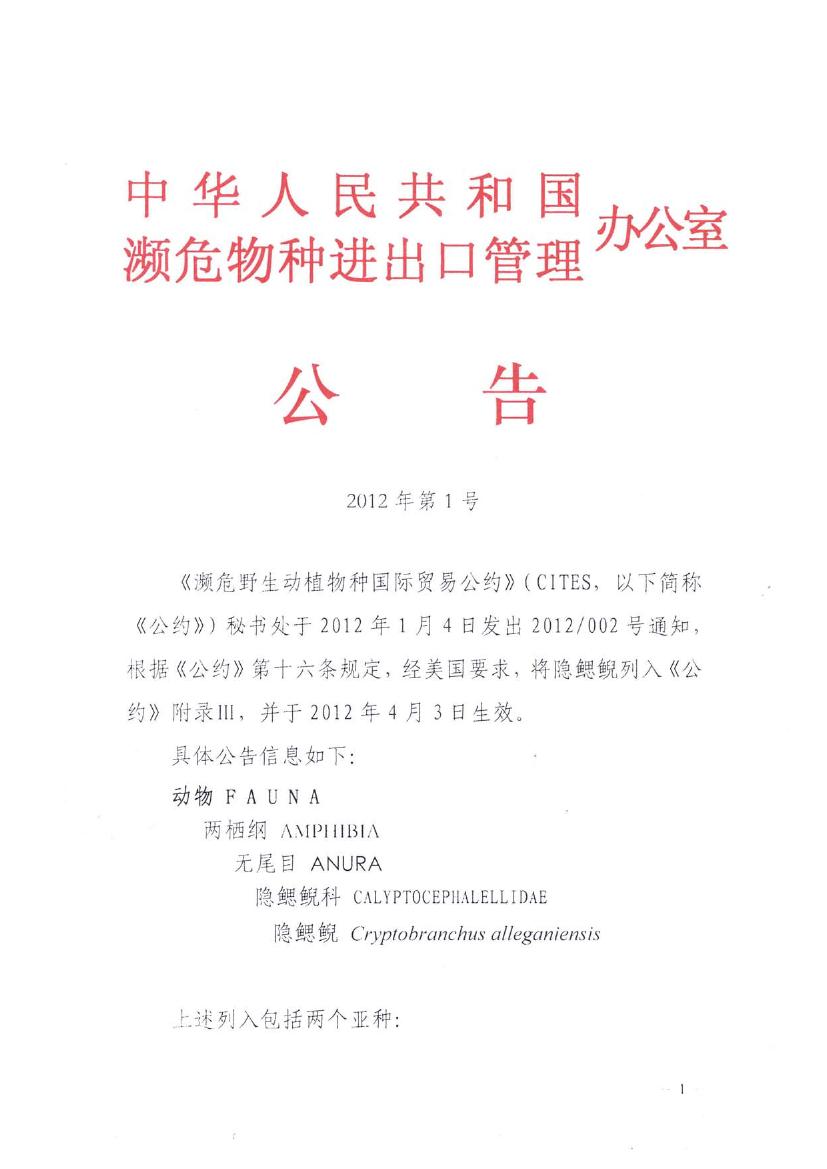 中华人民共和国
濒危物种进出口管理
办公室
公告
2012年第1号
《濒危野生动植物种国际贸易公约》(CITES, 以下简称
《公约》)秘书处于2012年1月4日发出2012/002号通知,
根据《公约》第十六条规定,经美国要求,将隐鳃鲵列入《公
约》附录III,并于2012年4月3日生效。
具体公告信息如下:
动物 FAUNA
两栖纲 AMPHIBIA
无尾目 ANURA
隐鳃鲵科 CALYPTOCEPHALELLIDAE
隐鳃鲵 Cryptobranchus alleganiensis
上述列入包括两个亚种:
1